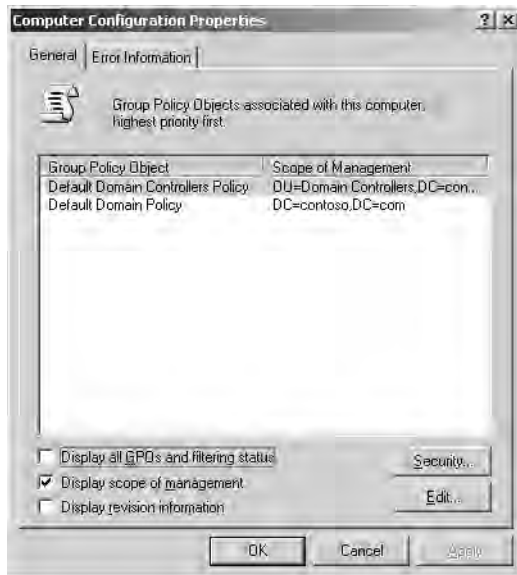 Computer Configuration Properties
General
Error Information
Group Policy Objects associated with this computer,
highest priority first.
Group Policy Object Scope of Management
Default Domain Controllers Policy OU=Domain Controllers,DC=con...
Default Domain Policy DC=contoso,DC=com
Display all GPOs and filtering status
Display scope of management
Display revision information
Security...
Edit...
OK Cancel Apply